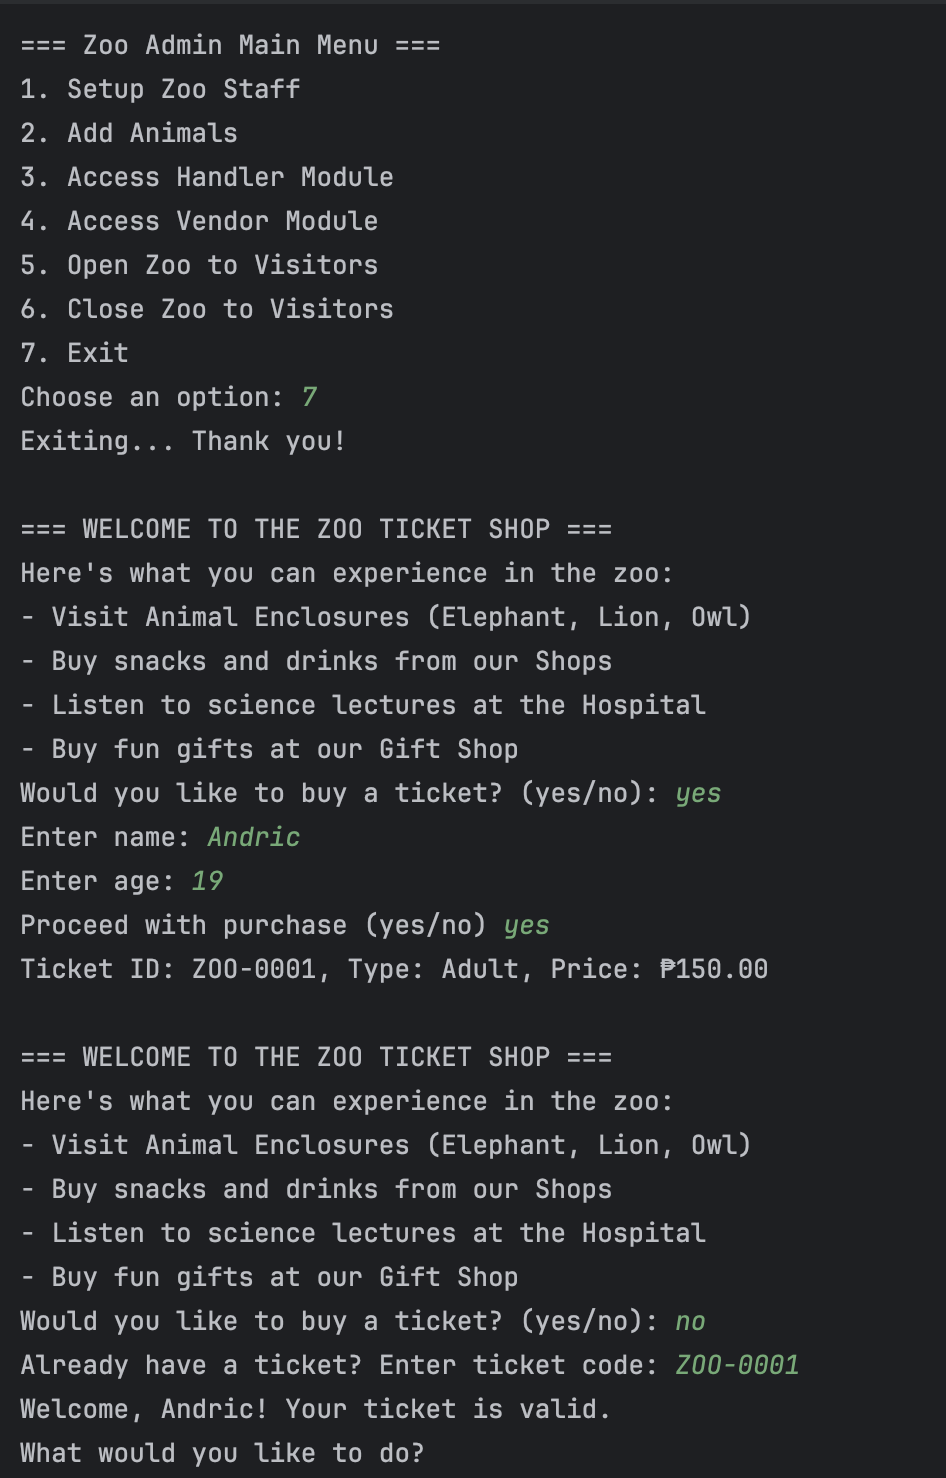 === Zoo Admin Main Menu ===
1. Setup Zoo Staff
2. Add Animals
3. Access Handler Module
4. Access Vendor Module
5. Open Zoo to Visitors
6. Close Zoo to Visitors
7. Exit
Choose an option: 7
Exiting... Thank you!

=== WELCOME TO THE ZOO TICKET SHOP ===
Here's what you can experience in the zoo:
- Visit Animal Enclosures (Elephant, Lion, Owl)
- Buy snacks and drinks from our Shops
- Listen to science lectures at the Hospital
- Buy fun gifts at our Gift Shop
Would you like to buy a ticket? (yes/no): yes
Enter name: Andric
Enter age: 19
Proceed with purchase (yes/no) yes
Ticket ID: ZOO-0001, Type: Adult, Price: ₱150.00

=== WELCOME TO THE ZOO TICKET SHOP ===
Here's what you can experience in the zoo:
- Visit Animal Enclosures (Elephant, Lion, Owl)
- Buy snacks and drinks from our Shops
- Listen to science lectures at the Hospital
- Buy fun gifts at our Gift Shop
Would you like to buy a ticket? (yes/no): no
Already have a ticket? Enter ticket code: ZOO-0001
Welcome, Andric! Your ticket is valid.
What would you like to do?